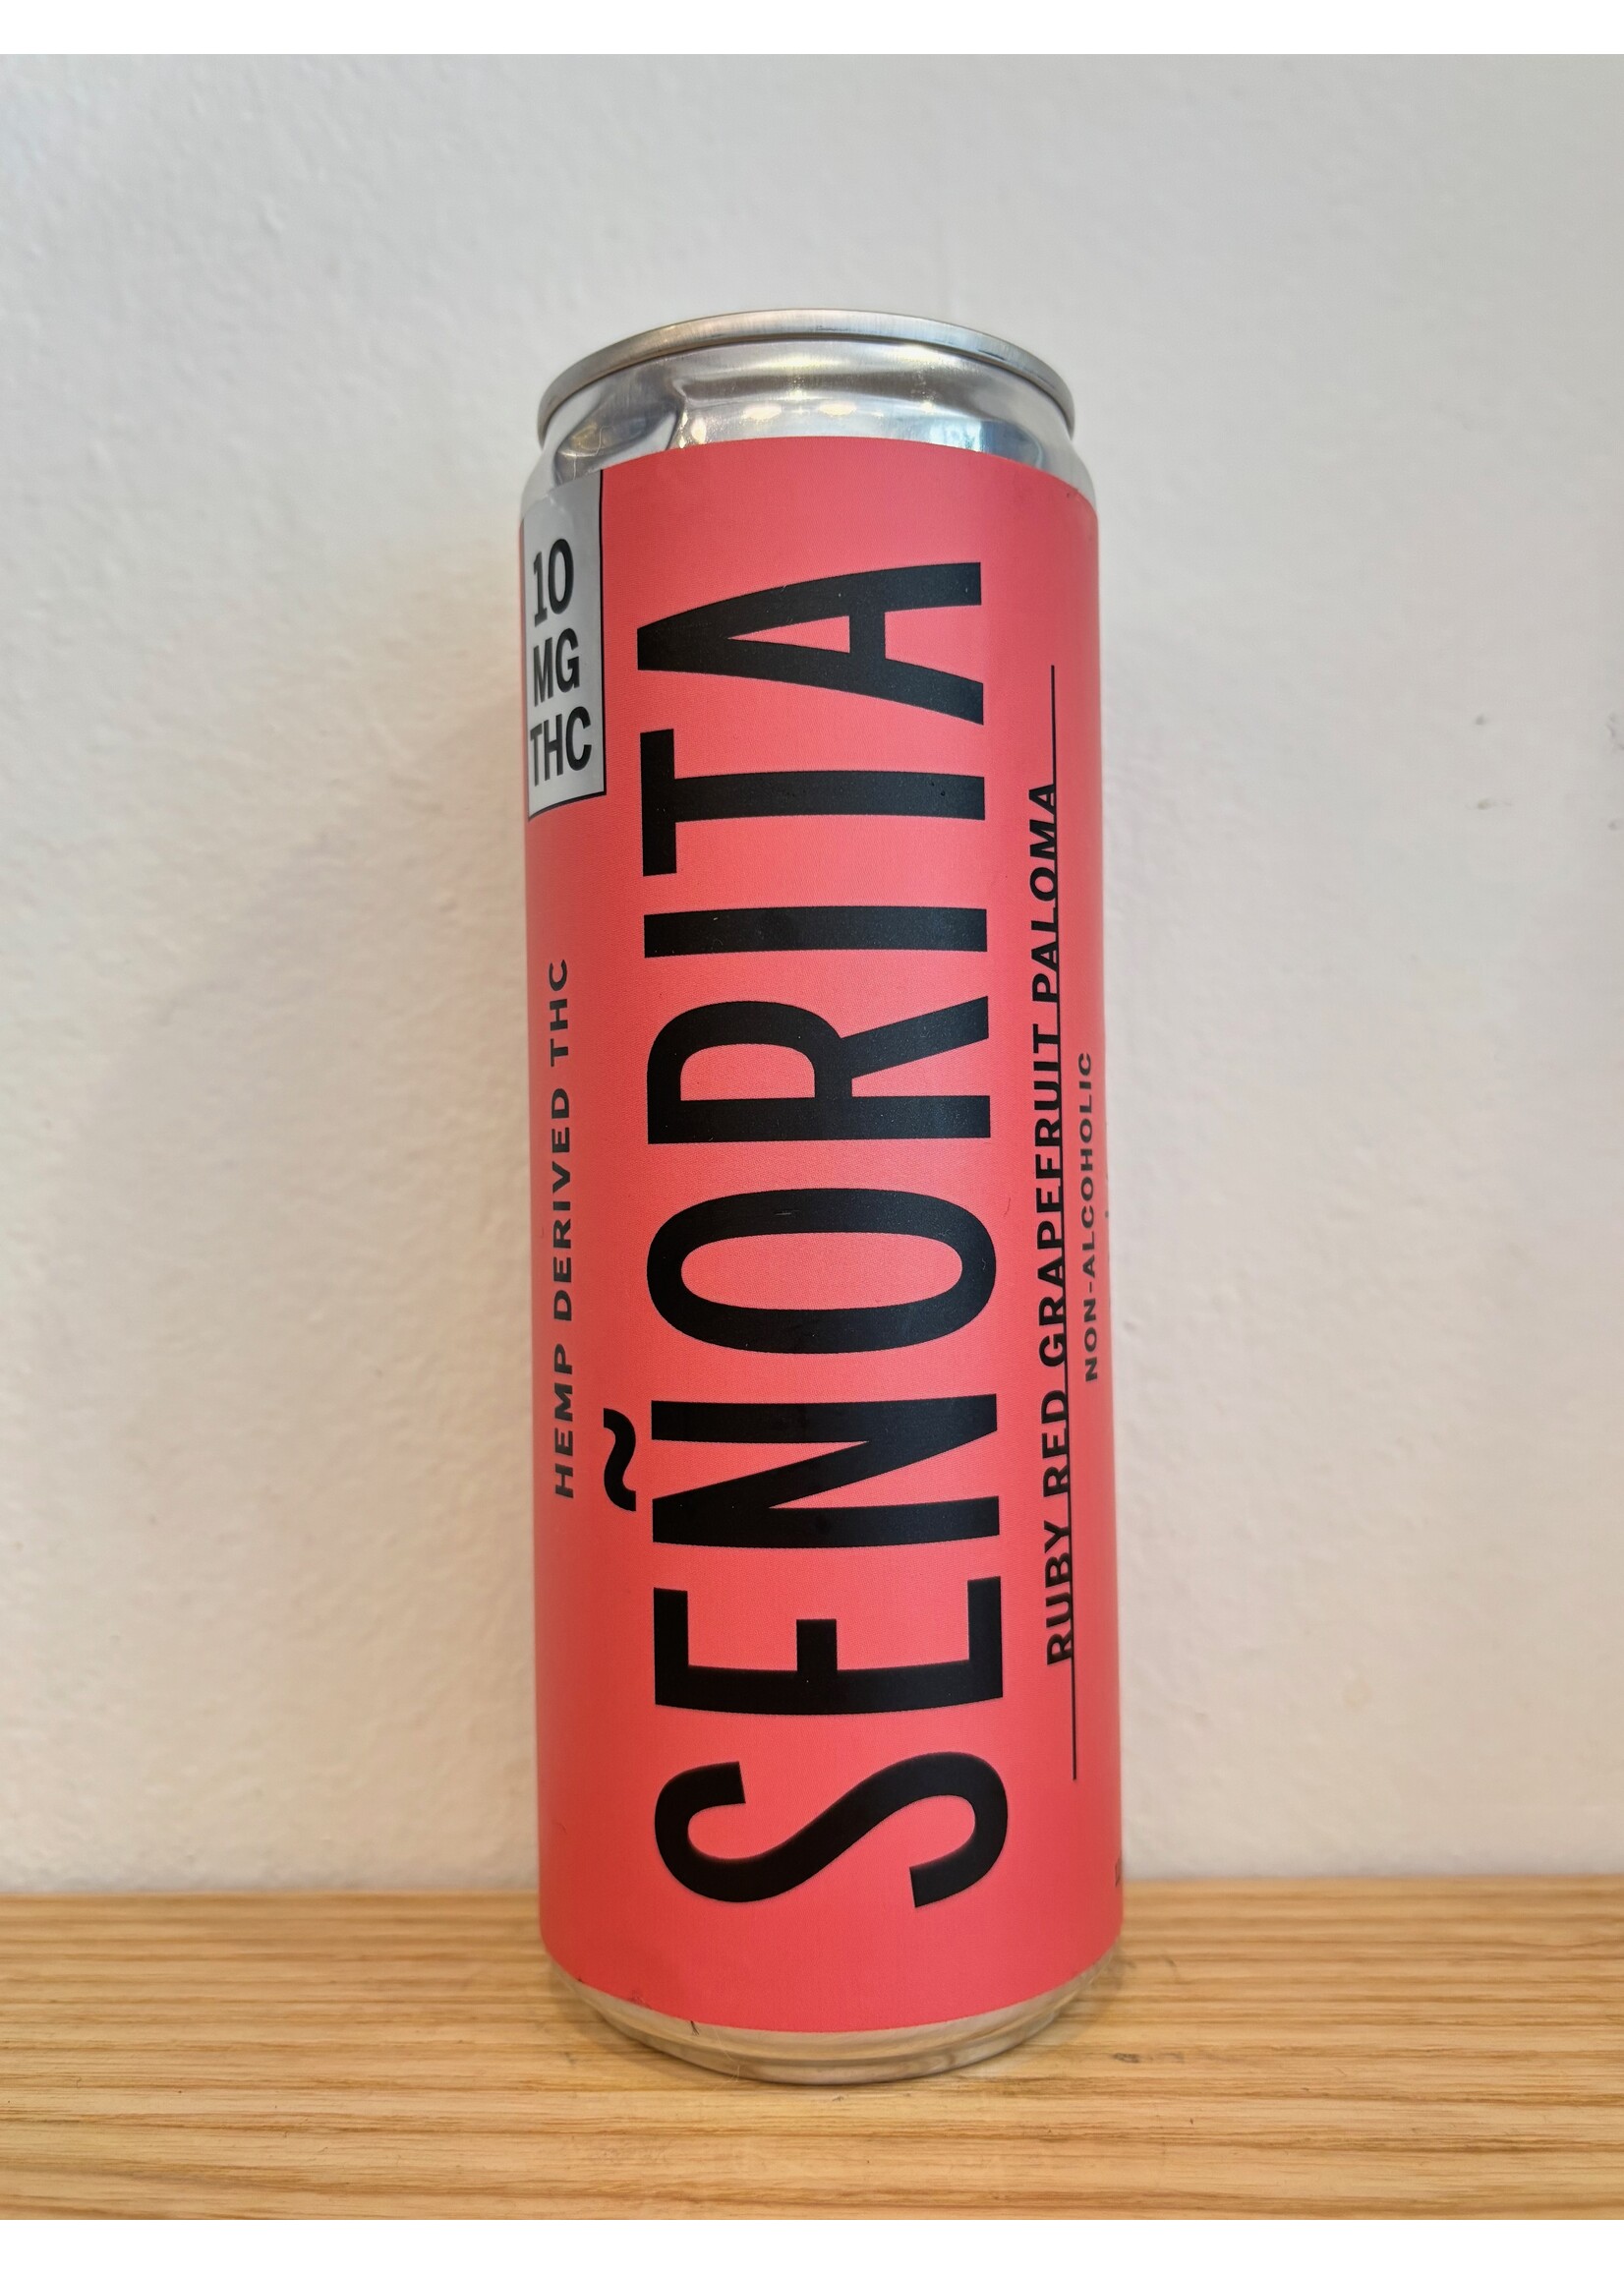 10
MG
THC
HEMP DERIVED THC
SEÑORITA
RUBY RED GRAPEFRUIT PALOMA
NON-ALCOHOLIC